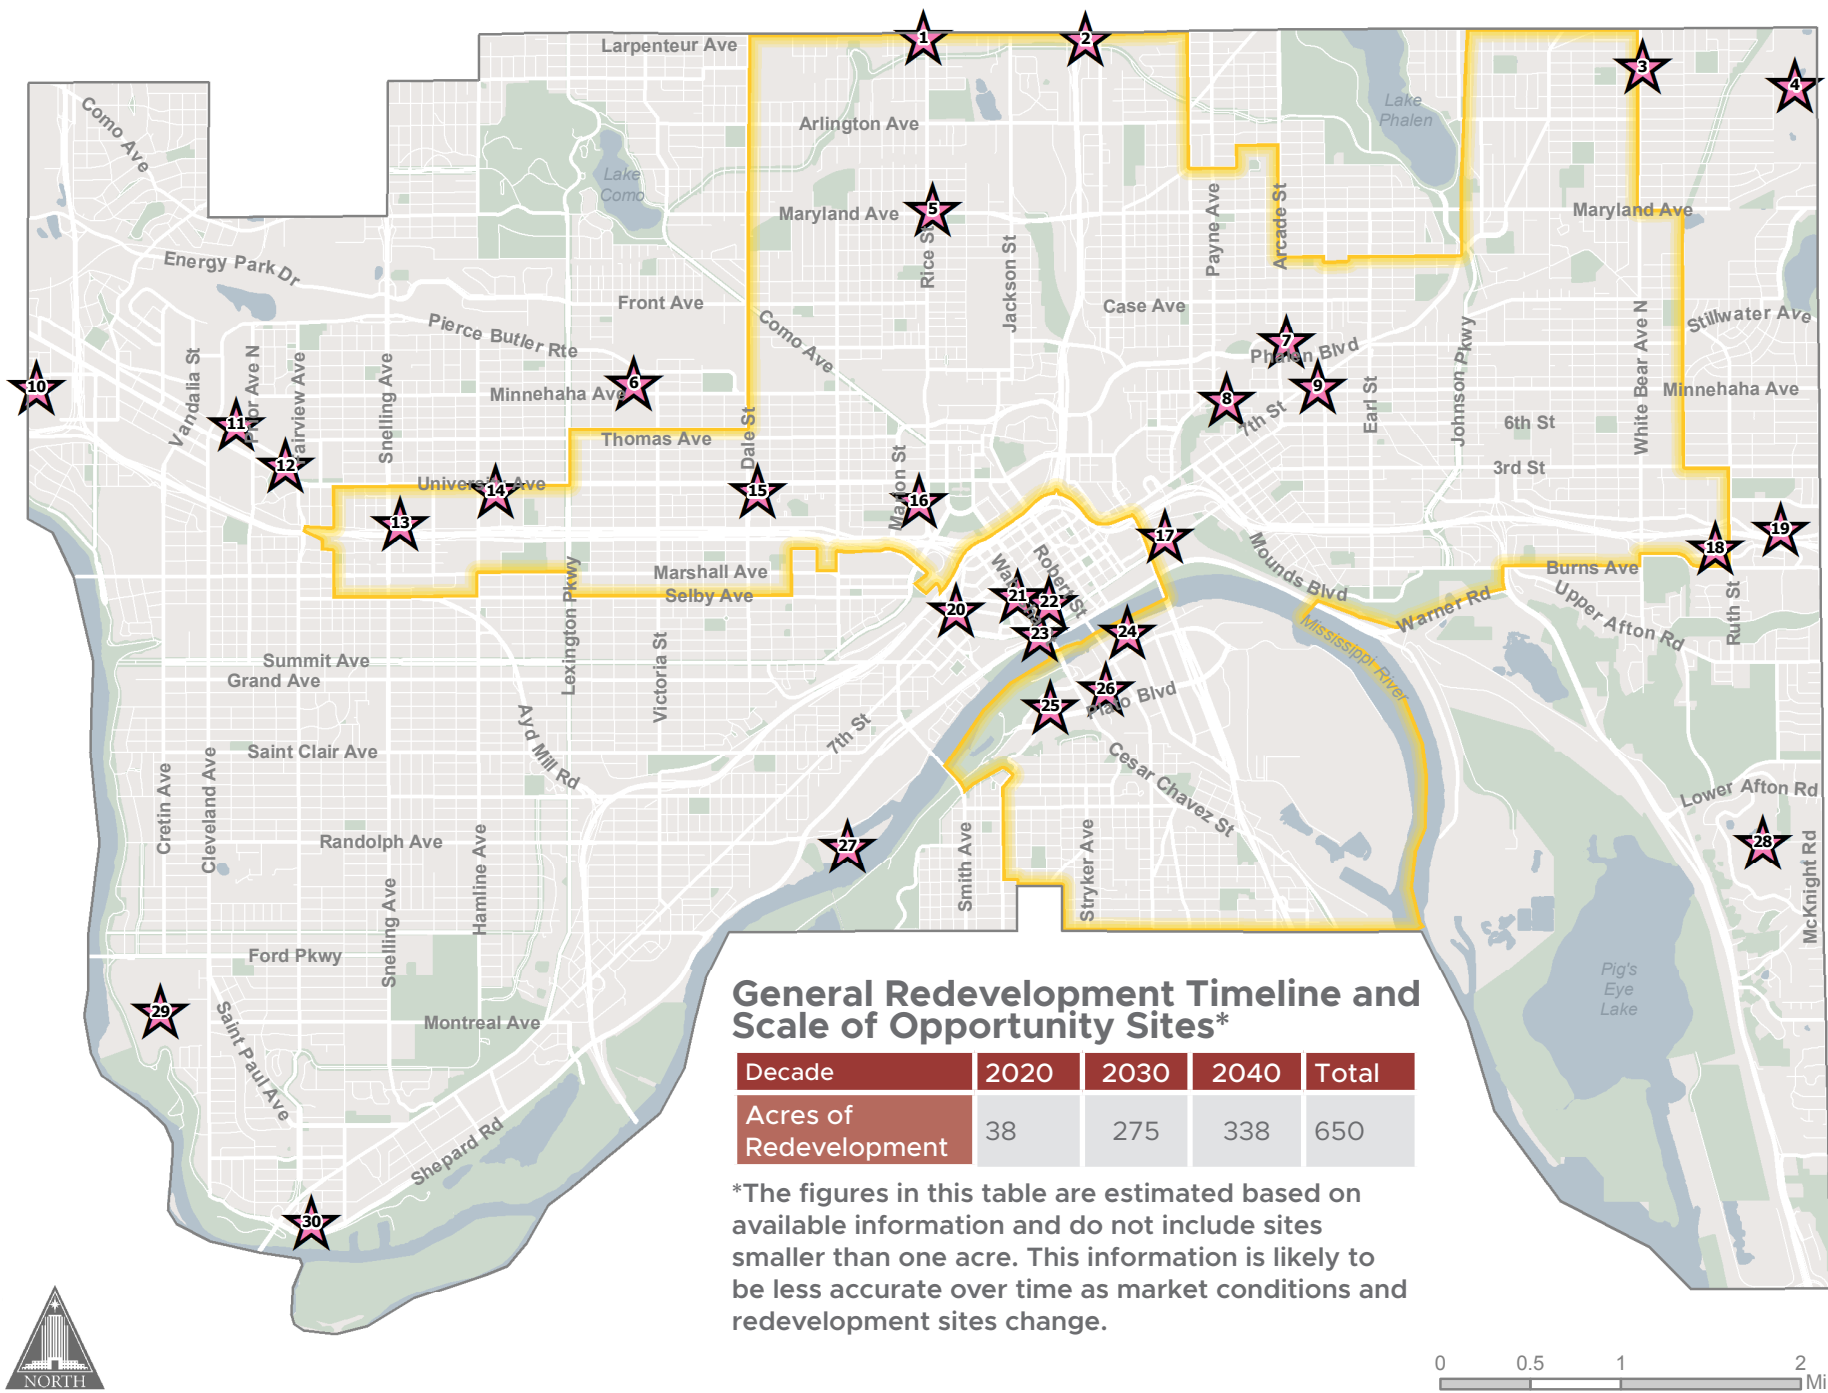 Larpenteur Ave
1
2
3
4
Como Ave
Arlington Ave
Lake
Phalen
Lake
Como
Maryland Ave
5
Rice St
Jackson St
Payne Ave
Arcade St
Maryland Ave
Energy Park Dr
Front Ave
Case Ave
Pierce Butler Rte
Como Ave
Stillwater Ave
7
Phalen Blvd
Johnson Pkwy
White Bear Ave N
10
Vandalia St
Prior Ave N
Fairview Ave
Snelling Ave
Minnehaha Ave
6
8
9
7th St
Earl St
Minnehaha Ave
11
Thomas Ave
Dale St
6th St
12
3rd St
University Ave
14
15
Marion St
16
13
17
19
18
Mounds Blvd
Burns Ave
Marshall Ave
Selby Ave
Robert St
20
21
22
23
24
Warner Rd
Upper Afton Rd
Ruth St
Mississippi River
Summit Ave
Grand Ave
Lexington Pkwy
Victoria St
25
26
Plato Blvd
Ayd Mill Rd
7th St
Saint Clair Ave
Cesar Chavez St
Cretin Ave
Cleveland Ave
Lower Afton Rd
Randolph Ave
Hamline Ave
27
Smith Ave
Stryker Ave
28
McKnight Rd
Snelling Ave
Ford Pkwy
29
Saint Paul Ave
Montreal Ave
Pig's
Eye
Lake
Shepard Rd
30
General Redevelopment Timeline and
Scale of Opportunity Sites*
Decade 2020 2030 2040 Total
Acres of
Redevelopment 38 275 338 650
*The figures in this table are estimated based on
available information and do not include sites
smaller than one acre. This information is likely to
be less accurate over time as market conditions and
redevelopment sites change.
NORTH
0 0.5 1 2
Mi